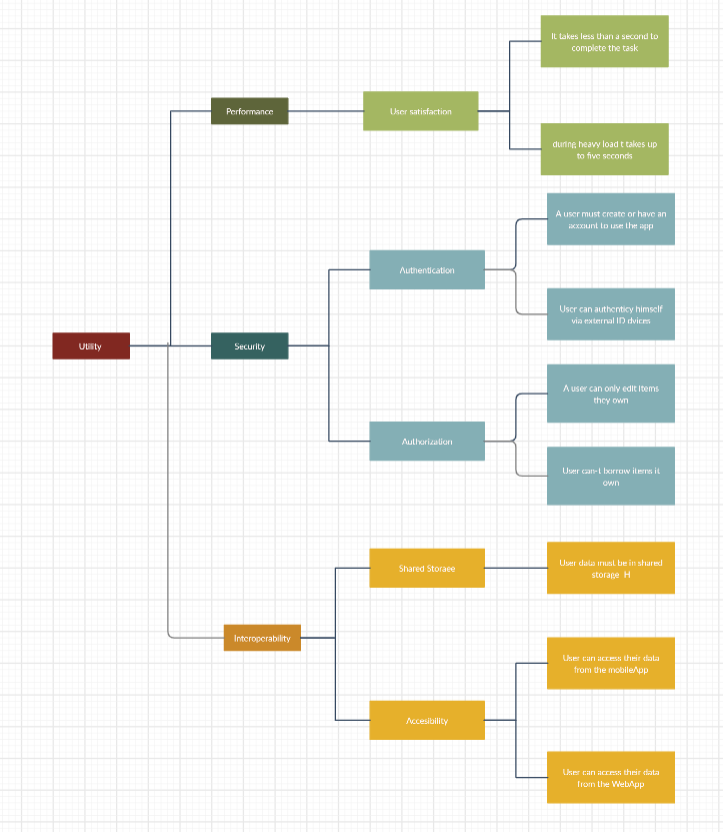 It takes less than a second to
complete the task
Performance
User satisfaction
during heavy load t takes up
to five seconds
A user must create or have an
account to use the app
Authentication
User can authenticy himself
via external ID dvices
Utility
Security
A user can only edit items
they own
Authorization
User can-t borrow items it
own
Shared Storaee
User data must be in shared
storage H
Interoperability
User can access their data
from the mobileApp
Accesibility
User can access their data
from the WebApp